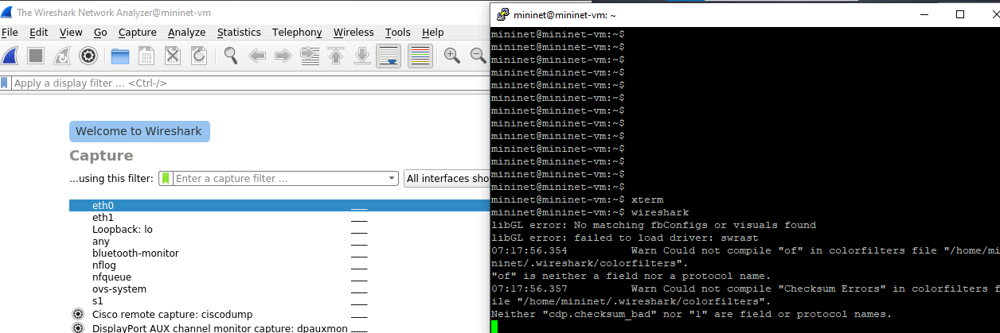 The Wireshark Network Analyzer@mininet-vm
File Edit View Go Capture Analyze Statistics Telephony Wireless Tools Help
Apply a display filter ... <Ctrl-/>
Welcome to Wireshark
Capture
...using this filter: Enter a capture filter ... All interfaces sho
eth0
eth1
Loopback: lo
any
bluetooth-monitor
nflog
nfqueue
ovs-system
s1
Cisco remote capture: ciscodump
DisplayPort AUX channel monitor capture: dpauxmon
mininet@mininet-vm: ~
mininet@mininet-vm:~$
mininet@mininet-vm:~$
mininet@mininet-vm:~$
mininet@mininet-vm:~$
mininet@mininet-vm:~$
mininet@mininet-vm:~$
mininet@mininet-vm:~$
mininet@mininet-vm:~$
mininet@mininet-vm:~$
mininet@mininet-vm:~$
mininet@mininet-vm:~$
mininet@mininet-vm:~$
mininet@mininet-vm:~$
mininet@mininet-vm:~$ xterm
mininet@mininet-vm:~$ wireshark
libGL error: No matching fbConfigs or visuals found
libGL error: failed to load driver: swrast
07:17:56.354 Warn Could not compile "of" in colorfilters file "/home/mi
ninet/.wireshark/colorfilters".
"of" is neither a field nor a protocol name.
07:17:56.357 Warn Could not compile "Checksum Errors" in colorfilters f
ile "/home/mininet/.wireshark/colorfilters".
Neither "cdp.checksum_bad" nor "1" are field or protocol names.